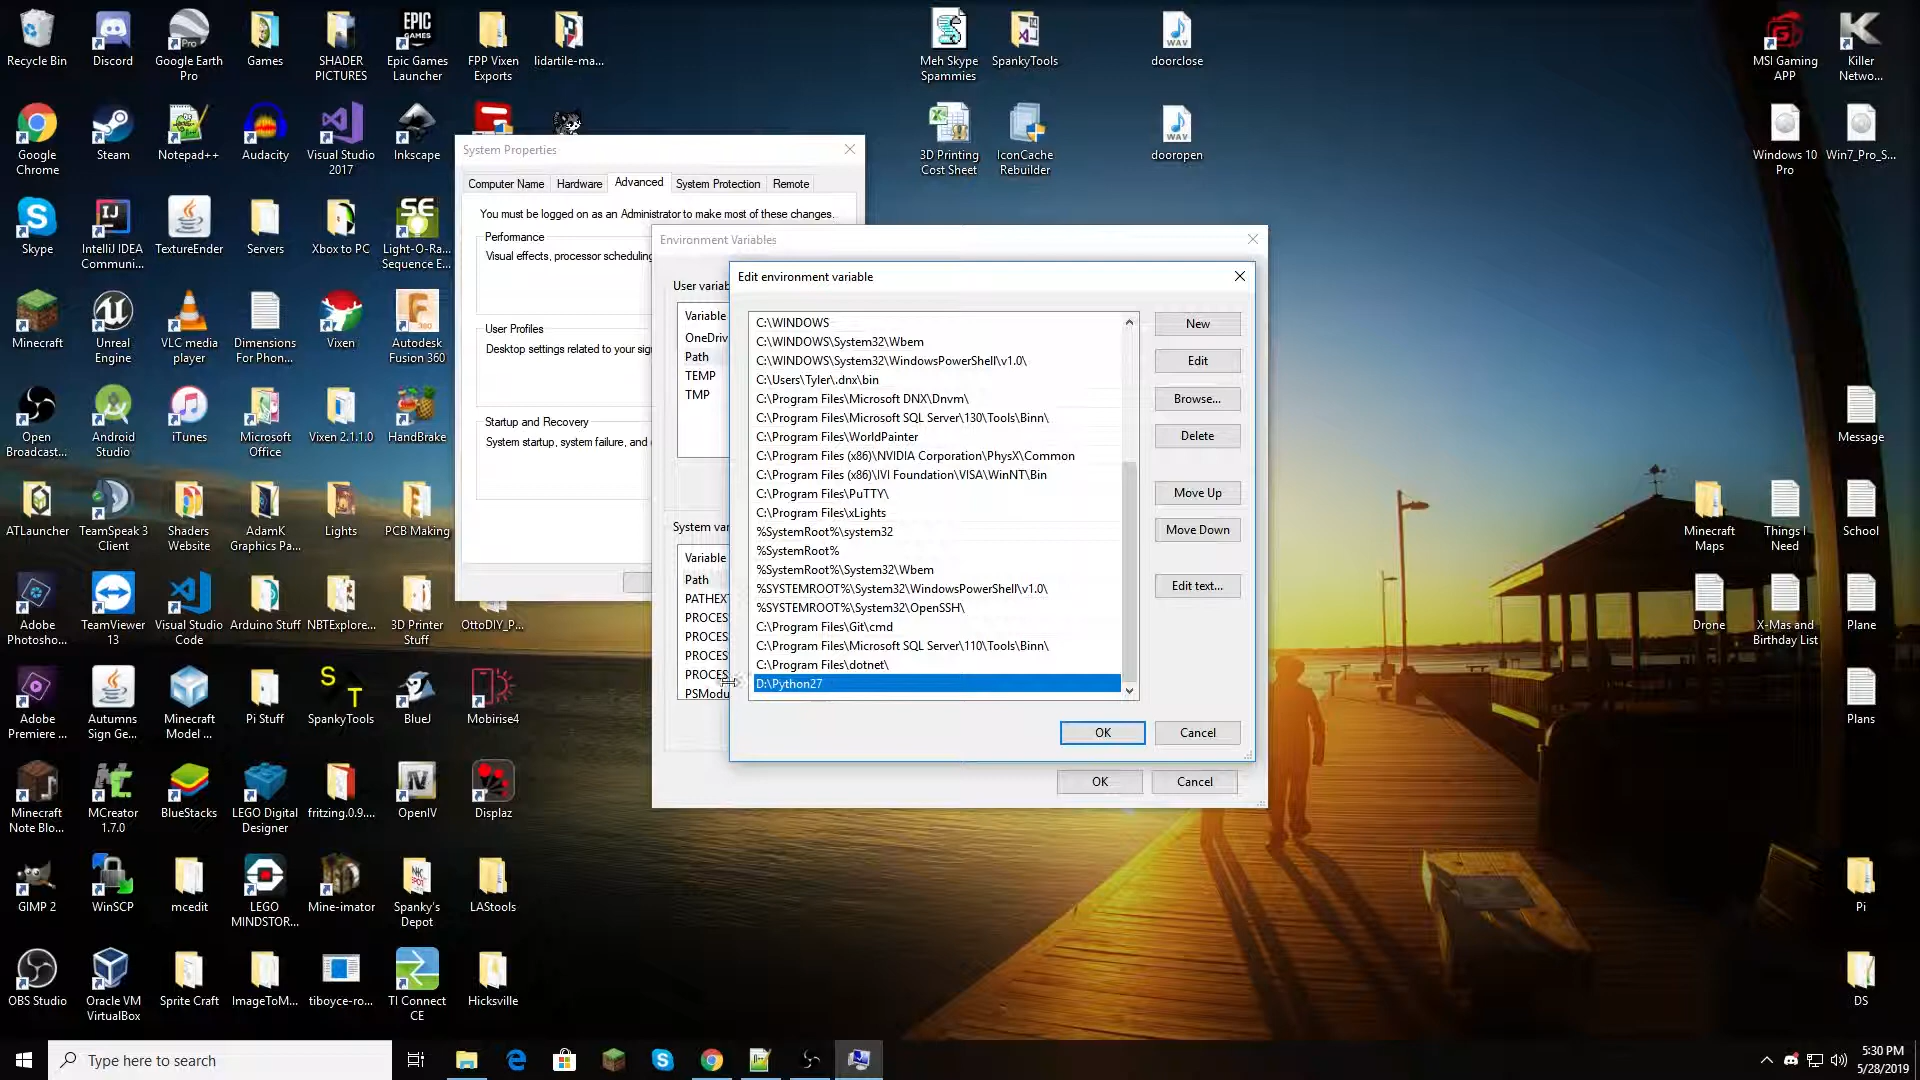 Recycle Bin
Discord
Google Earth
Pro
Games
SHADER
PICTURES
Epic Games
Launcher
FPP Vixen
Exports
lidartile-ma...
Meh Skype
Spammies
SpankyTools
doorclose
MSI Gaming
APP
Killer
Netwo...
Google
Chrome
Steam
Notepad++
Audacity
Visual Studio
2017
Inkscape
3D Printing
Cost Sheet
IconCache
Rebuilder
dooropen
Windows 10
Pro
Win7_Pro_S...
Skype
IntelliJ IDEA
Communi...
TextureEnder
Servers
Xbox to PC
Light-O-Ra...
Sequence E...
Minecraft
Unreal
Engine
VLC media
player
Dimensions
For Phon...
Vixen
Autodesk
Fusion 360
Open
Broadcast...
Android
Studio
iTunes
Microsoft
Office
Vixen 2.1.1.0
HandBrake
Message
ATLauncher
TeamSpeak 3
Client
Shaders
Website
AdamK
Graphics Pa...
Lights
PCB Making
Minecraft
Maps
Things I
Need
School
Adobe
Photosho...
TeamViewer
13
Visual Studio
Code
Arduino Stuff
NBTExplore...
3D Printer
Stuff
OttoDIY_P...
Drone
X-Mas and
Birthday List
Plane
Adobe
Premiere ...
Autumns
Sign Ge...
Minecraft
Model ...
Pi Stuff
SpankyTools
BlueJ
Mobirise4
Plans
Minecraft
Note Blo...
MCreator
1.7.0
BlueStacks
LEGO Digital
Designer
fritzing.0.9....
OpenIV
Displaz
GIMP 2
WinSCP
mcedit
LEGO
MINDSTOR...
Mine-imator
Spanky's
Depot
LAStools
Pi
OBS Studio
Oracle VM
VirtualBox
Sprite Craft
ImageToM...
tiboyce-ro...
TI Connect
CE
Hicksville
DS
System Properties
Computer Name
Hardware
Advanced
System Protection
Remote
You must be logged on as an Administrator to make most of these changes.
Performance
Visual effects, processor scheduling
User Profiles
Desktop settings related to your sig
Startup and Recovery
System startup, system failure, and
Environment Variables
User variab
Variable
OneDriv
Path
TEMP
TMP
System var
Variable
Path
PATHEXT
PROCES
PROCES
PROCES
PROCES
PSModu
OK
Cancel
Edit environment variable
C:\WINDOWS
C:\WINDOWS\System32\Wbem
C:\WINDOWS\System32\WindowsPowerShell\v1.0\
C:\Users\Tyler\.dnx\bin
C:\Program Files\Microsoft DNX\Dnvm\
C:\Program Files\Microsoft SQL Server\130\Tools\Binn\
C:\Program Files\WorldPainter
C:\Program Files (x86)\NVIDIA Corporation\PhysX\Common
C:\Program Files (x86)\IVI Foundation\VISA\WinNT\Bin
C:\Program Files\PuTTY\
C:\Program Files\xLights
%SystemRoot%\system32
%SystemRoot%
%SystemRoot%\System32\Wbem
%SYSTEMROOT%\System32\WindowsPowerShell\v1.0\
%SYSTEMROOT%\System32\OpenSSH\
C:\Program Files\Git\cmd
C:\Program Files\Microsoft SQL Server\110\Tools\Binn\
C:\Program Files\dotnet\
D:\Python27
New
Edit
Browse...
Delete
Move Up
Move Down
Edit text...
OK
Cancel
Type here to search
5:30 PM
5/28/2019